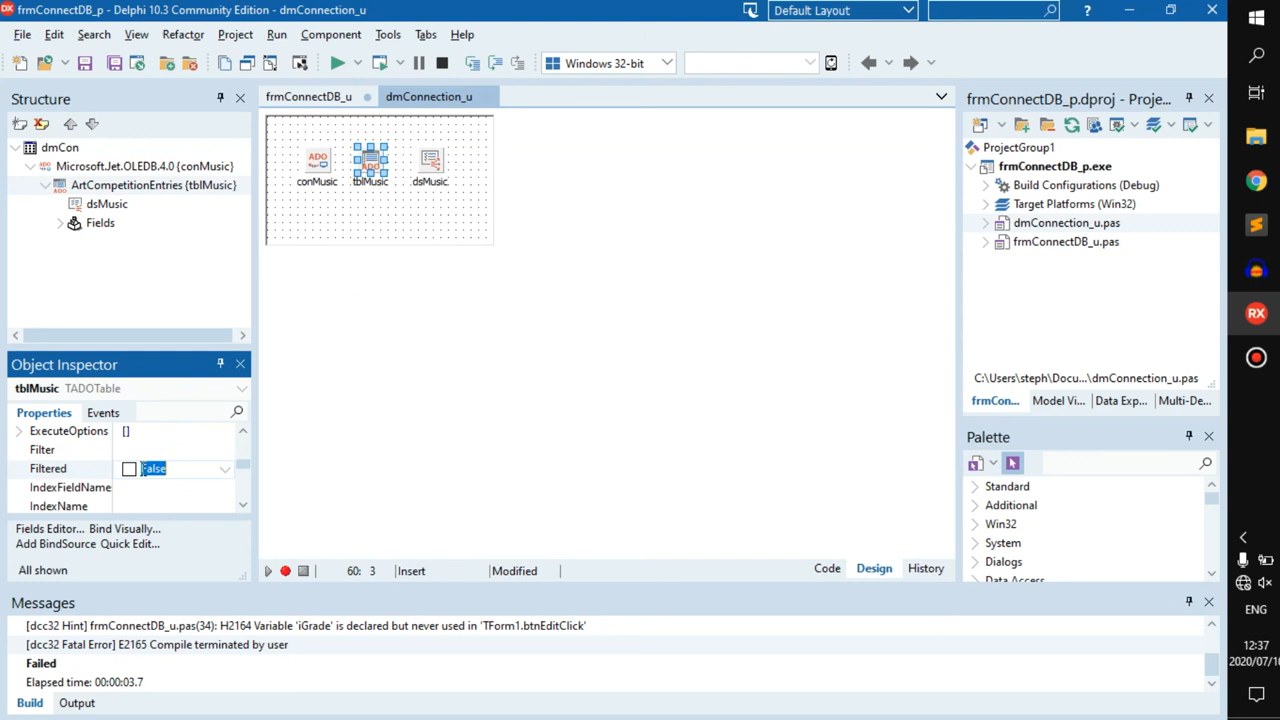 frmConnectDB_p - Delphi 10.3 Community Edition - dmConnection_u
Default Layout
?
File Edit Search View Refactor Project Run Component Tools Tabs Help
Windows 32-bit
Structure
dmCon
Microsoft.Jet.OLEDB.4.0 {conMusic}
ArtCompetitionEntries {tblMusic}
dsMusic
Fields
frmConnectDB_u
dmConnection_u
ADO
conMusic
ADO
tblMusic
dsMusic
frmConnectDB_p.dproj - Proje...
ProjectGroup1
frmConnectDB_p.exe
Build Configurations (Debug)
Target Platforms (Win32)
dmConnection_u.pas
frmConnectDB_u.pas
C:\Users\steph\Docu...\dmConnection_u.pas
frmCon... Model Vi... Data Exp... Multi-De...
Object Inspector
tblMusic TADOTable
Properties Events
ExecuteOptions []
Filter
Filtered False
IndexFieldName
IndexName
Fields Editor... Bind Visually...
Add BindSource Quick Edit...
All shown
60: 3 Insert Modified
Code Design History
Palette
Standard
Additional
Win32
System
Dialogs
Data Access
Messages
[dcc32 Hint] frmConnectDB_u.pas(34): H2164 Variable 'iGrade' is declared but never used in 'TForm1.btnEditClick'
[dcc32 Fatal Error] E2165 Compile terminated by user
Failed
Elapsed time: 00:00:03.7
Build Output
RX
ENG
12:37
2020/07/10